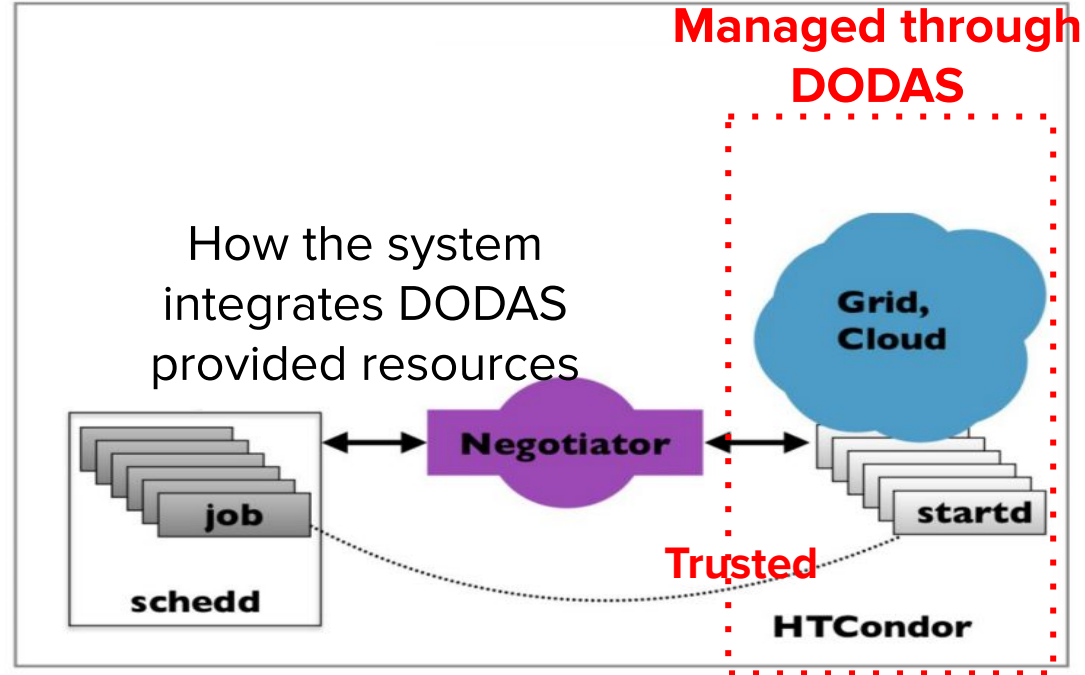 Managed through
DODAS
How the system
integrates DODAS
provided resources
Grid,
Cloud
Negotiator
job
startd
Trusted
schedd
HTCondor